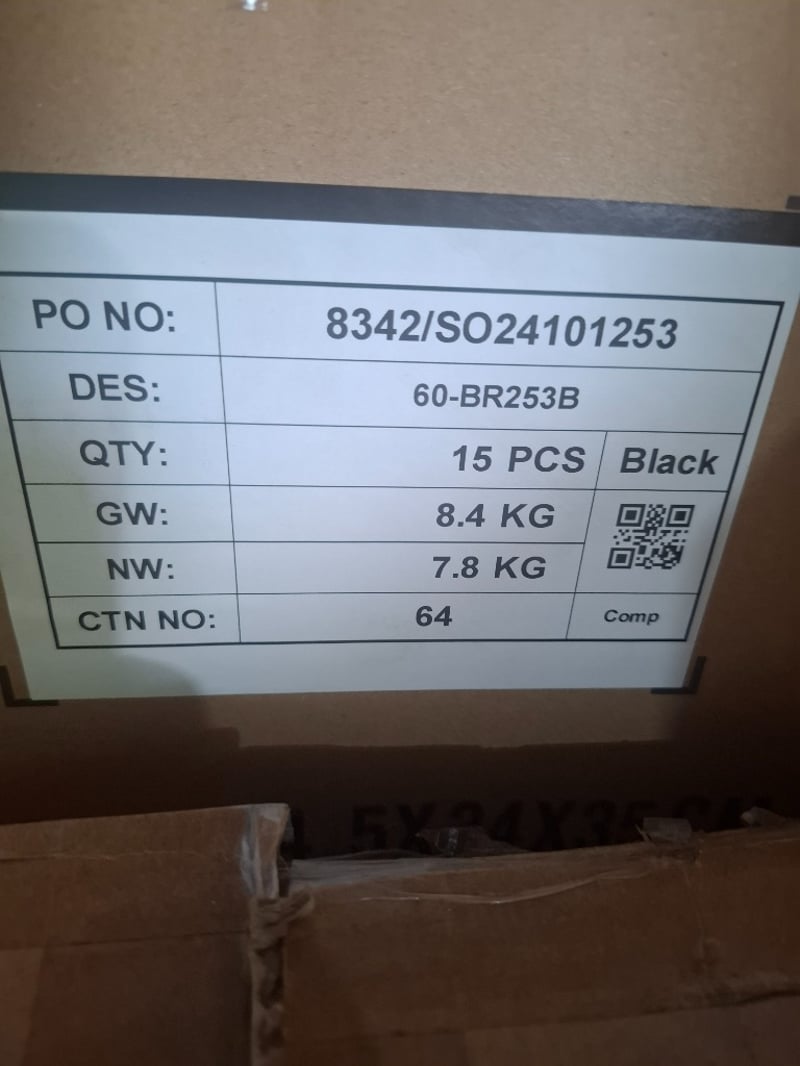 PO NO: 8342/SO24101253
DES: 60-BR253B
QTY: 15 PCS Black
GW: 8.4 KG
NW: 7.8 KG
CTN NO: 64 Comp